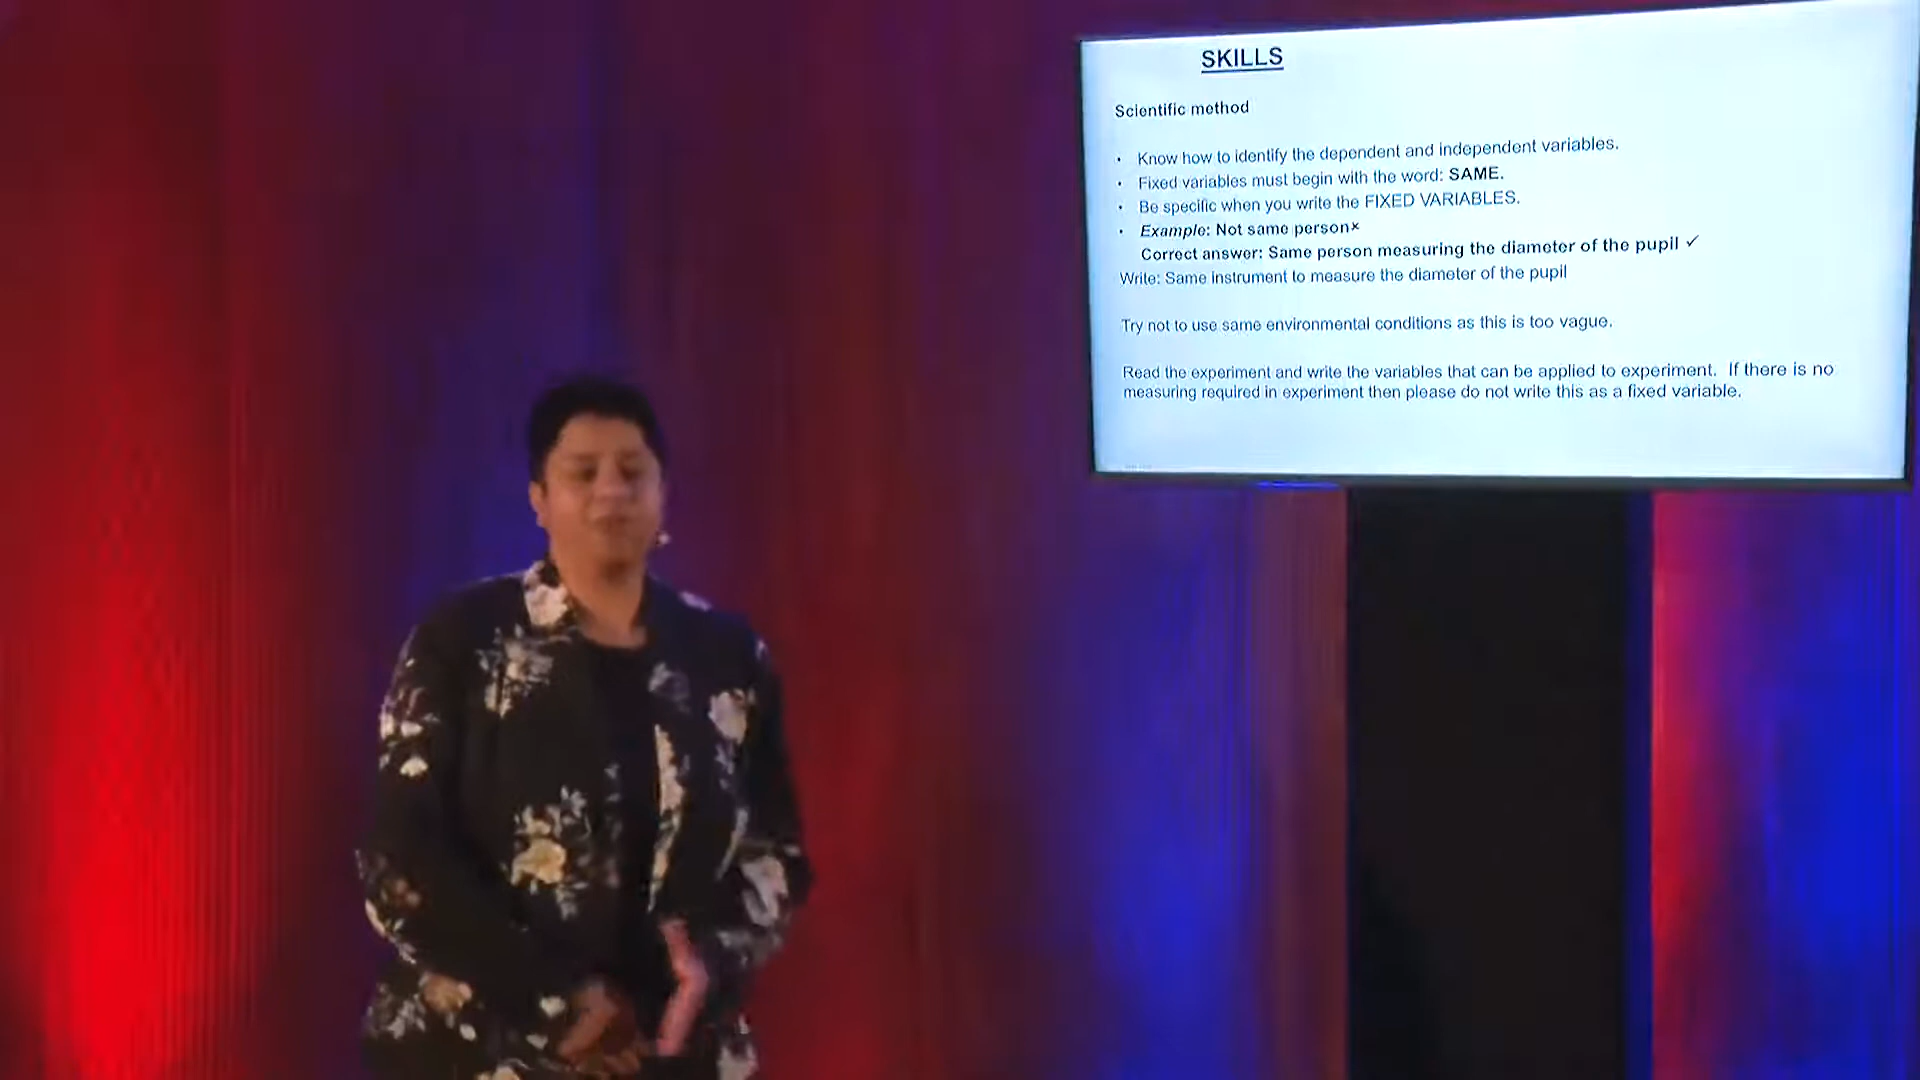 SKILLS
Scientific method
• Know how to identify the dependent and independent variables.
• Fixed variables must begin with the word: SAME.
• Be specific when you write the FIXED VARIABLES.
• Example: Not same person×
Correct answer: Same person measuring the diameter of the pupil ✓
Write: Same instrument to measure the diameter of the pupil
Try not to use same environmental conditions as this is too vague.
Read the experiment and write the variables that can be applied to experiment. If there is no
measuring required in experiment then please do not write this as a fixed variable.